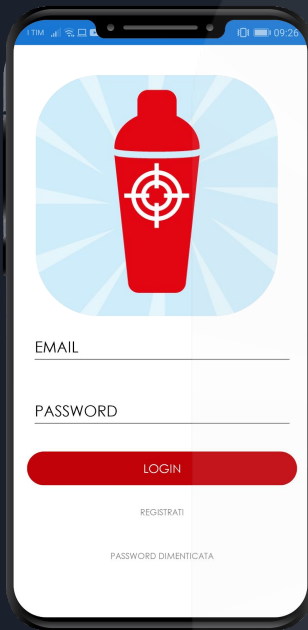 I TIM 09:26
EMAIL
PASSWORD
LOGIN
REGISTRATI
PASSWORD DIMENTICATA